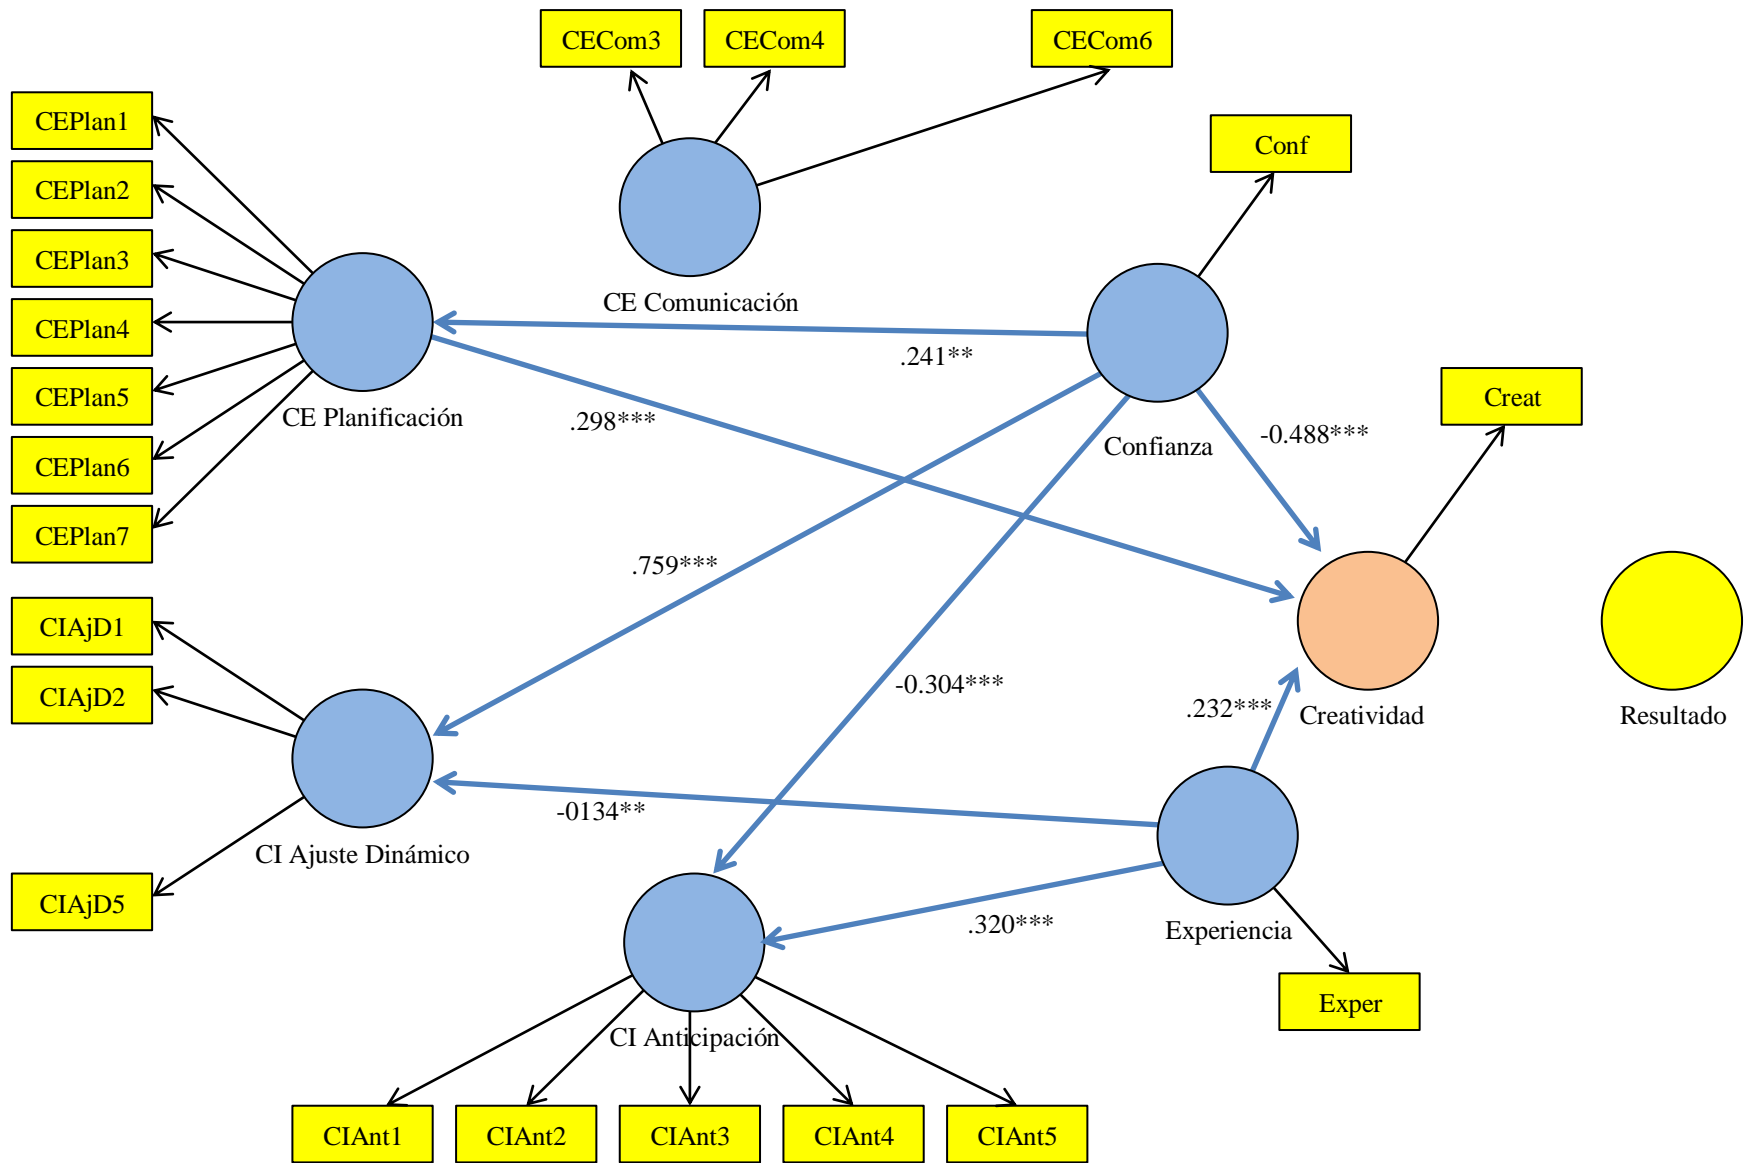 CECom3
CECom4
CECom6
CEPlan1
Conf
CEPlan2
CEPlan3
CE Comunicación
CEPlan4
.241**
CEPlan5
Creat
CE Planificación
.298***
-0.488***
Confianza
CEPlan6
CEPlan7
.759***
CIAjD1
CIAjD2
-0.304***
.232***
Creatividad
Resultado
-0134**
CI Ajuste Dinámico
CIAjD5
.320***
Experiencia
Exper
CI Anticipación
CIAnt1
CIAnt2
CIAnt3
CIAnt4
CIAnt5